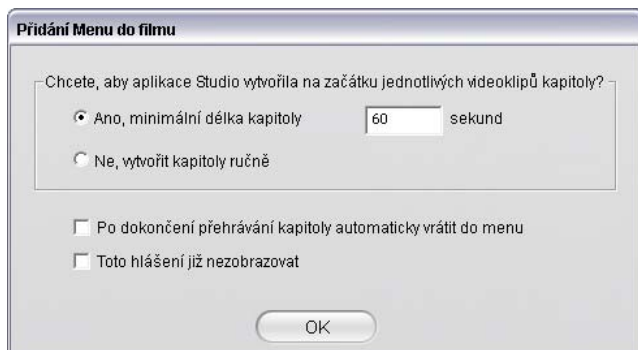 Přidání Menu do filmu
Chcete, aby aplikace Studio vytvořila na začátku jednotlivých videoklipů kapitoly?
Ano, minimální délka kapitoly 60 sekund
Ne, vytvořit kapitoly ručně
Po dokončení přehrávání kapitoly automaticky vrátit do menu
Toto hlášení již nezobrazovat
OK